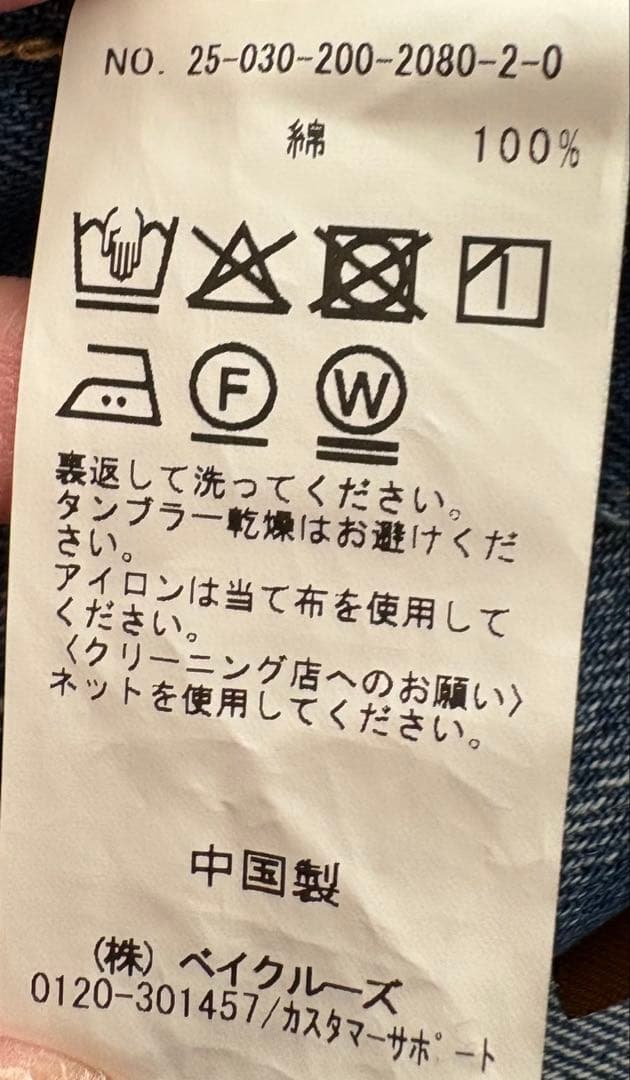 NO. 25-030-200-2080-2-0
綿 100%
F W
裏返して洗ってください。
タンブラー乾燥はお避けくだ
さい。
アイロンは当て布を使用して
ください。
〈クリーニング店へのお願い〉
ネットを使用してください。
中国製
(株) ベイクルーズ
0120-301457/カスタマーサポート